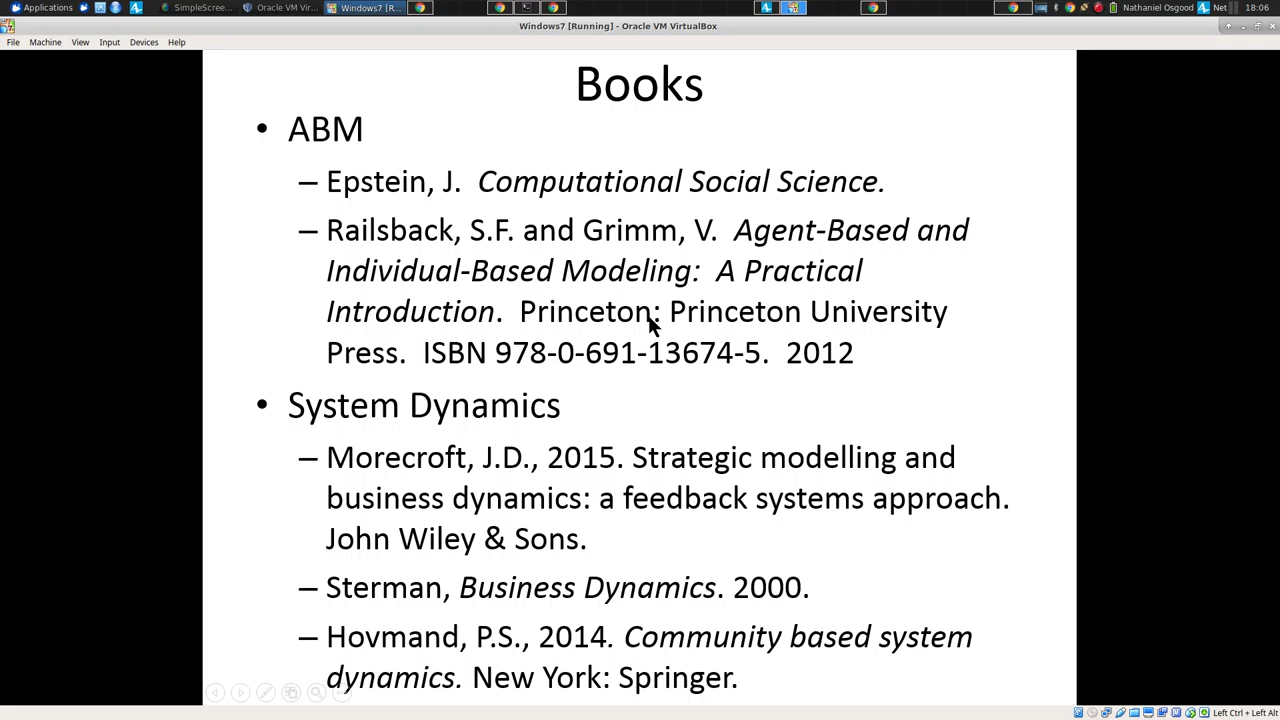 Applications
SimpleScree...
Oracle VM Vir...
Windows7 [R...
Nathaniel Osgood
Net
18:06
Windows7 [Running] - Oracle VM VirtualBox
File Machine View Input Devices Help
Books
• ABM
– Epstein, J. Computational Social Science.
– Railsback, S.F. and Grimm, V. Agent-Based and
Individual-Based Modeling: A Practical
Introduction. Princeton: Princeton University
Press. ISBN 978-0-691-13674-5. 2012
• System Dynamics
– Morecroft, J.D., 2015. Strategic modelling and
business dynamics: a feedback systems approach.
John Wiley & Sons.
– Sterman, Business Dynamics. 2000.
– Hovmand, P.S., 2014. Community based system
dynamics. New York: Springer.
Left Ctrl + Left Alt